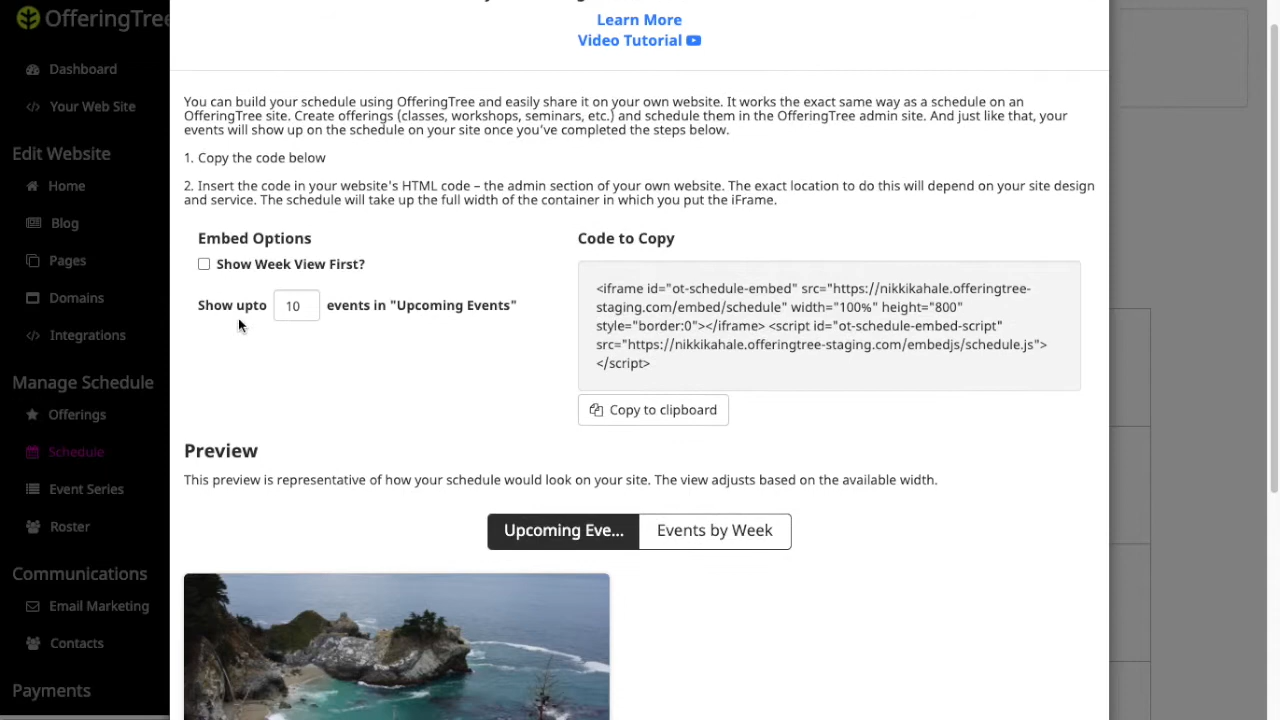 OfferingTree
Dashboard
Your Web Site
Edit Website
Home
Blog
Pages
Domains
Integrations
Manage Schedule
Offerings
Schedule
Event Series
Roster
Communications
Email Marketing
Contacts
Payments
Learn More
Video Tutorial
You can build your schedule using OfferingTree and easily share it on your own website. It works the exact same way as a schedule on an
OfferingTree site. Create offerings (classes, workshops, seminars, etc.) and schedule them in the OfferingTree admin site. And just like that, your
events will show up on the schedule on your site once you've completed the steps below.
1. Copy the code below
2. Insert the code in your website's HTML code – the admin section of your own website. The exact location to do this will depend on your site design
and service. The schedule will take up the full width of the container in which you put the iFrame.
Embed Options
Show Week View First?
Show upto 10 events in "Upcoming Events"
Code to Copy
<iframe id="ot-schedule-embed" src="https://nikkikahale.offeringtree-
staging.com/embed/schedule" width="100%" height="800"
style="border:0"></iframe> <script id="ot-schedule-embed-script"
src="https://nikkikahale.offeringtree-staging.com/embedjs/schedule.js">
</script>
Copy to clipboard
Preview
This preview is representative of how your schedule would look on your site. The view adjusts based on the available width.
Upcoming Eve...
Events by Week